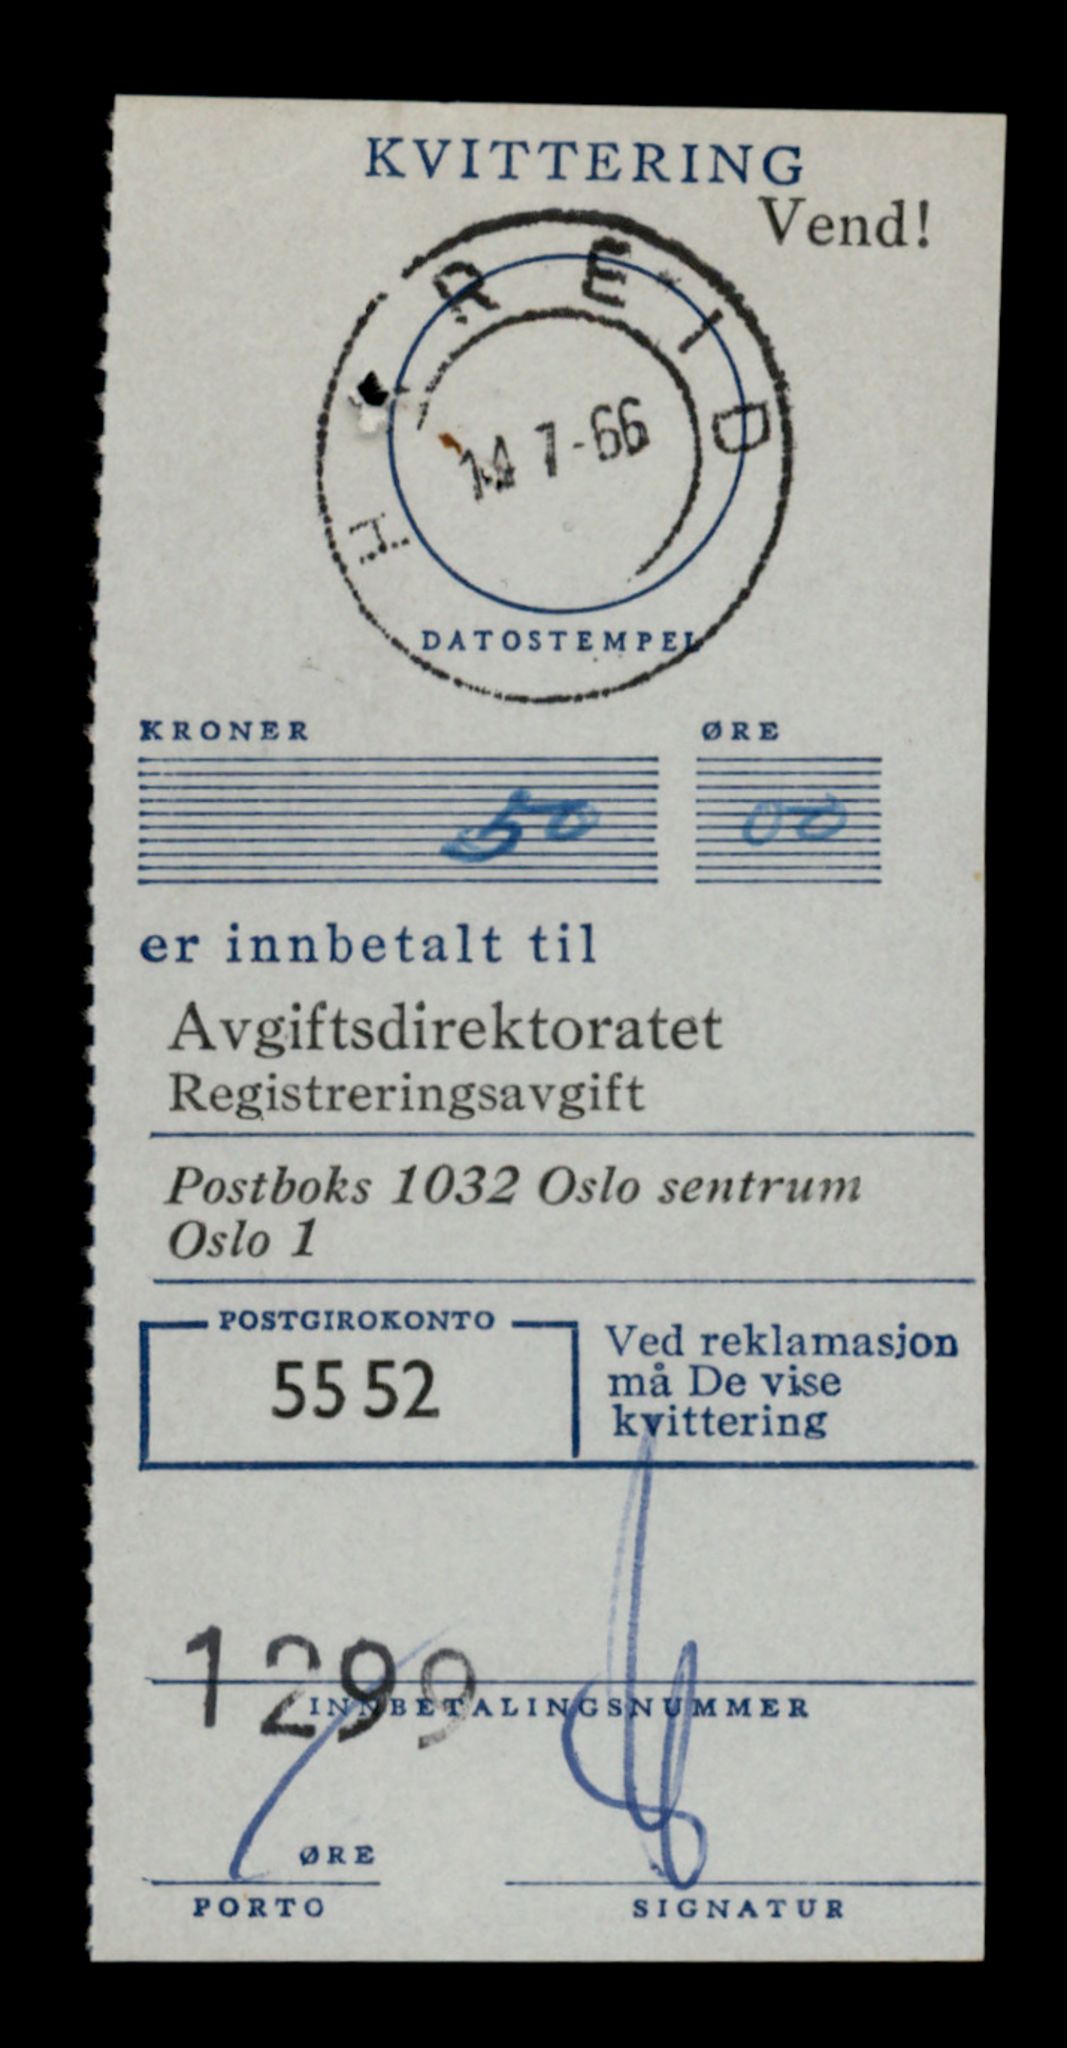 KVITTERING
Vend!
H REID
14 7-66
DATOSTEMPEL
KRONER ØRE
50 00
er innbetalt til
Avgiftsdirektoratet
Registreringsavgift
Postboks 1032 Oslo sentrum
Oslo 1
POSTGIROKONTO
55 52
Ved reklamasjon
må De vise
kvittering
1299
INNBETALINGSNUMMER
ØRE
PORTO SIGNATUR